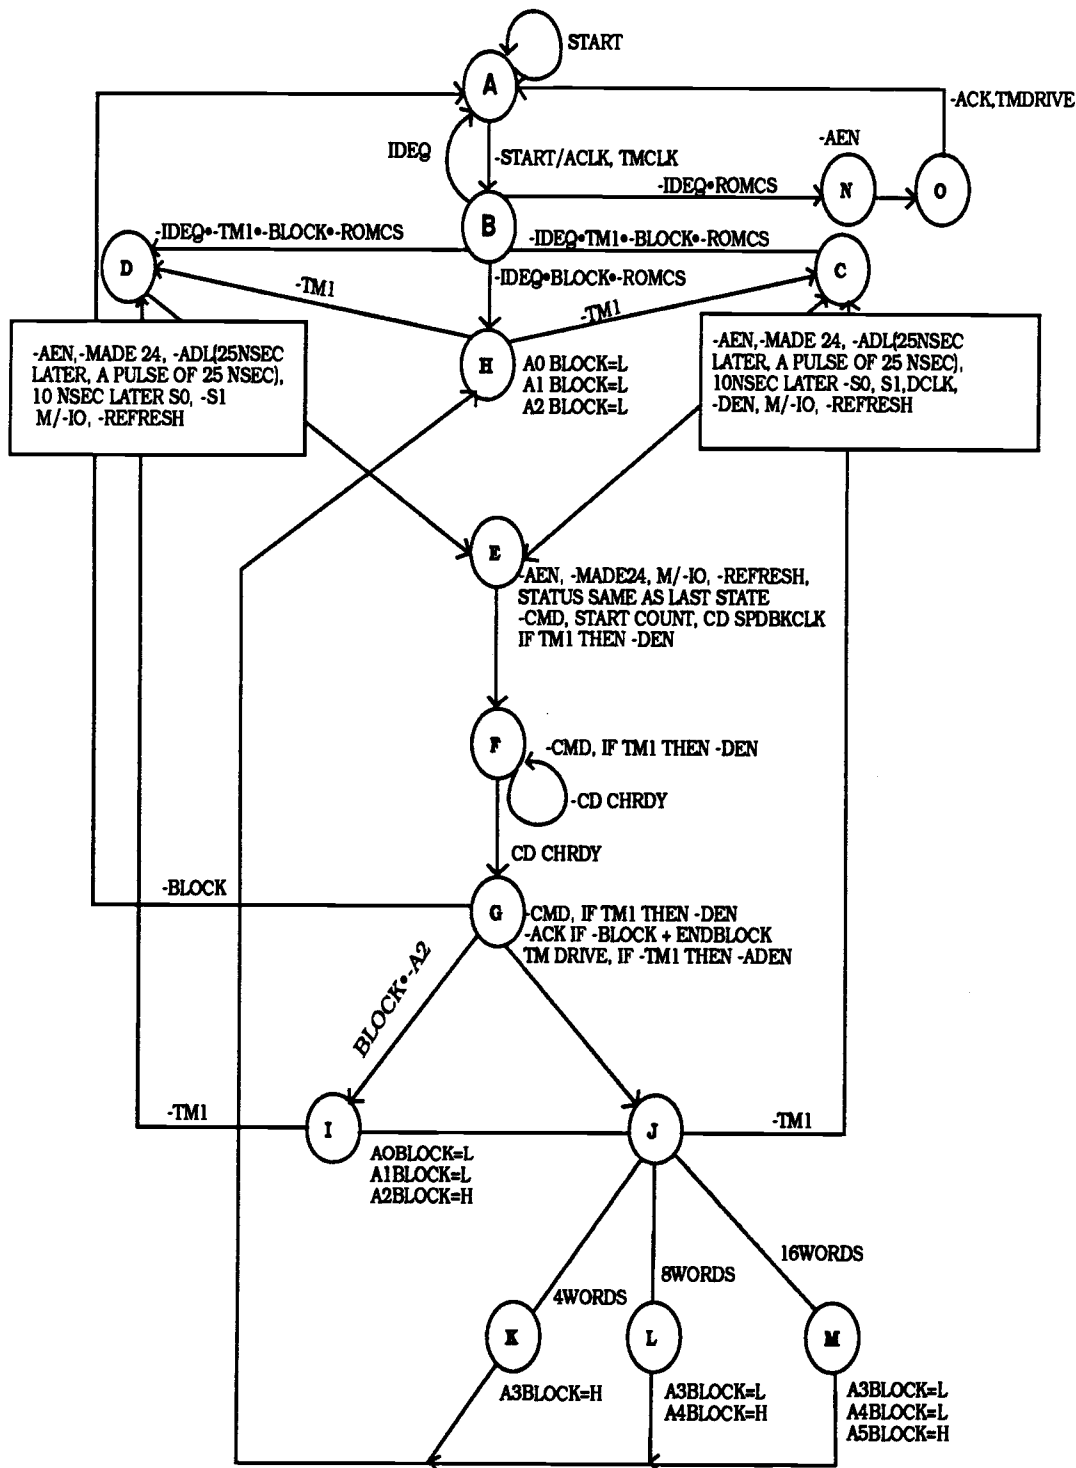 START
A
-ACK,TMDRIVE
IDEQ
-START/ACLK, TMCLK
-AEN
-IDEQ•ROMCS
N
O
B
-IDEQ•-TM1•-BLOCK•-ROMCS
-IDEQ•TM1•-BLOCK•-ROMCS
D
C
-IDEQ•BLOCK•-ROMCS
-TM1
-TM1
H
A0 BLOCK=L
A1 BLOCK=L
A2 BLOCK=L
-AEN,-MADE 24, -ADL(25NSEC
LATER, A PULSE OF 25 NSEC),
10 NSEC LATER S0, -S1
M/-IO, -REFRESH
-AEN,-MADE 24, -ADL(25NSEC
LATER, A PULSE OF 25 NSEC),
10NSEC LATER -S0, S1,DCLK,
-DEN, M/-IO, -REFRESH
E
-AEN, -MADE24, M/-IO, -REFRESH,
STATUS SAME AS LAST STATE
-CMD, START COUNT, CD SPDBKCLK
IF TM1 THEN -DEN
F
-CMD, IF TM1 THEN -DEN
-CD CHRDY
CD CHRDY
-BLOCK
G
-CMD, IF TM1 THEN -DEN
-ACK IF -BLOCK + ENDBLOCK
TM DRIVE, IF -TM1 THEN -ADEN
BLOCK•-A2
-TM1
I
J
-TM1
A0BLOCK=L
A1BLOCK=L
A2BLOCK=H
4WORDS
8WORDS
16WORDS
K
L
M
A3BLOCK=H
A3BLOCK=L
A4BLOCK=H
A3BLOCK=L
A4BLOCK=L
A5BLOCK=H